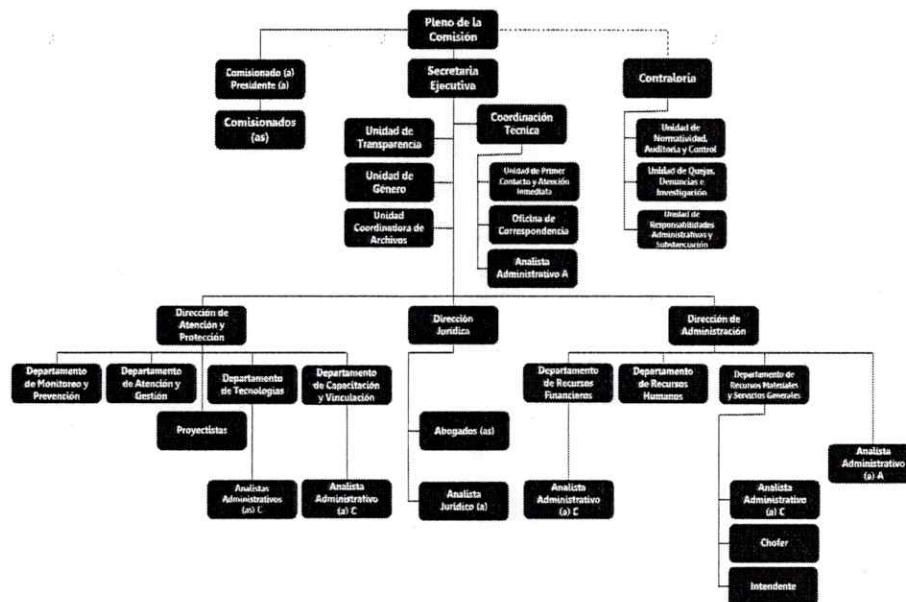 Pleno de la
Comisión
Comisionado (a)
Presidente (a)
Secretaria
Ejecutiva
Contraloría
Comisionados
(as)
Coordinación
Tecnica
Unidad de
Transparencia
Unidad de
Normatividad,
Auditoria y Control
Unidad de
Género
Unidad de Primer
Contacto y Atención
Inmediata
Unidad de Quejas,
Denuncias e
Investigación
Unidad
Coordinadora
de Archivos
Oficina de
Correspondencia
Unidad de
Responsabilidades
Administrativas y
Substanciación
Analista
Administrativo A
Dirección de
Atención y
Protección
Dirección
Jurídica
Dirección de
Administración
Departamento
de Monitoreo y
Prevención
Departamento
de Atención y
Gestión
Departamento
de Tecnologías
Departamento
de Capacitación
y Vinculación
Departamento
de Recursos
Financieros
Departamento
de Recursos
Humanos
Departamento de
Recursos Materiales
y Servicios Generales
Proyectistas
Abogados (as)
Analista
Administrativo
(a) A
Analistas
Administrativos
(as) C
Analista
Administrativo
(a) C
Analista
Jurídico (a)
Analista
Administrativo
(a) C
Analista
Administrativo
(a) C
Chofer
Intendente